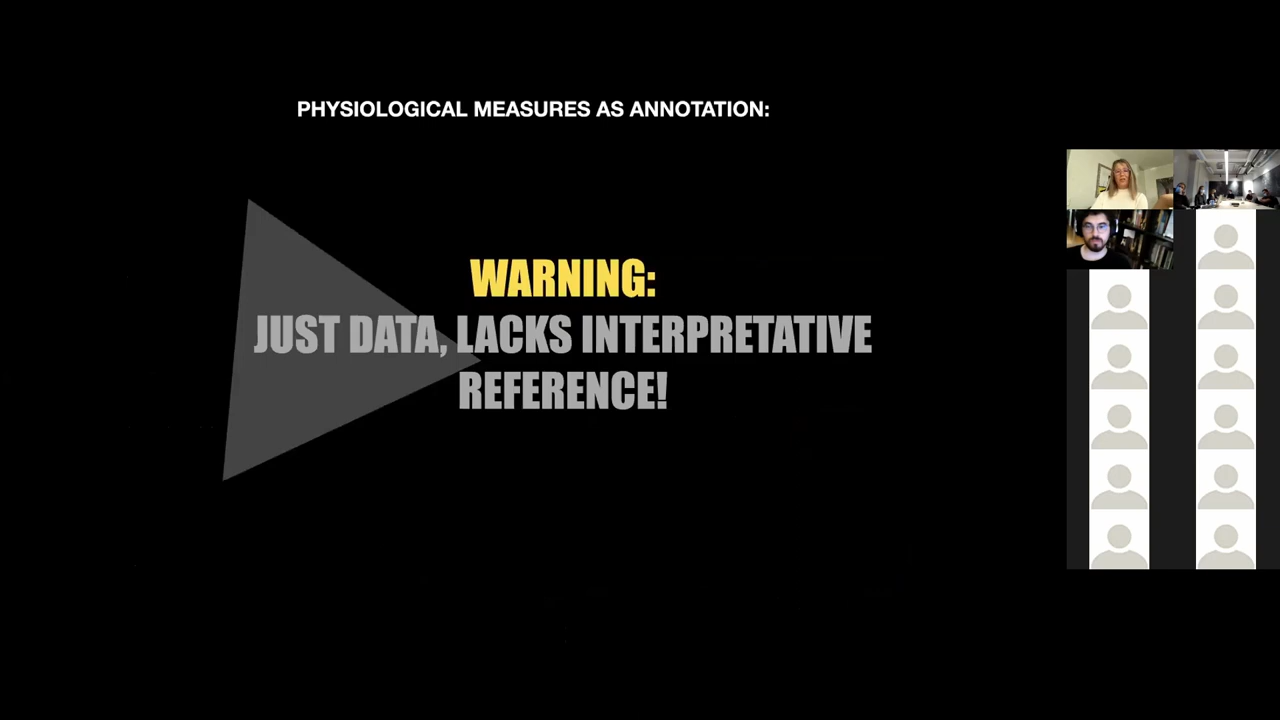 PHYSIOLOGICAL MEASURES AS ANNOTATION:
WARNING:
JUST DATA, LACKS INTERPRETATIVE
REFERENCE!